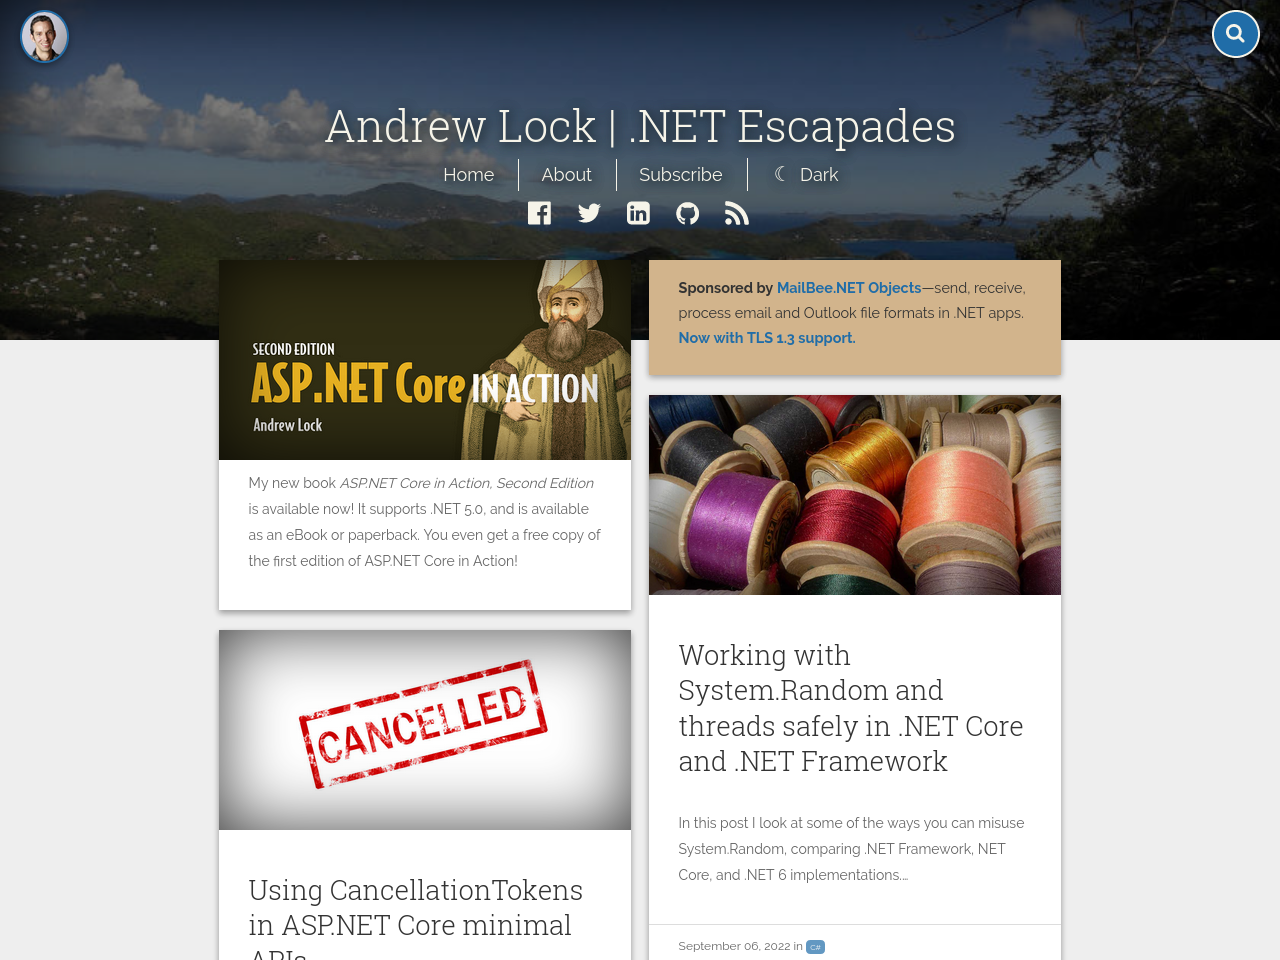 Andrew Lock | .NET Escapades
Home
About
Subscribe
☾ Dark
SECOND EDITION
ASP.NET Core IN ACTION
Andrew Lock
My new book ASP.NET Core in Action, Second Edition
is available now! It supports .NET 5.0, and is available
as an eBook or paperback. You even get a free copy of
the first edition of ASP.NET Core in Action!
CANCELLED
Using CancellationTokens
in ASP.NET Core minimal
APIs
Sponsored by MailBee.NET Objects—send, receive,
process email and Outlook file formats in .NET apps.
Now with TLS 1.3 support.
Working with
System.Random and
threads safely in .NET Core
and .NET Framework
In this post I look at some of the ways you can misuse
System.Random, comparing .NET Framework, NET
Core, and .NET 6 implementations.…
September 06, 2022 in C#